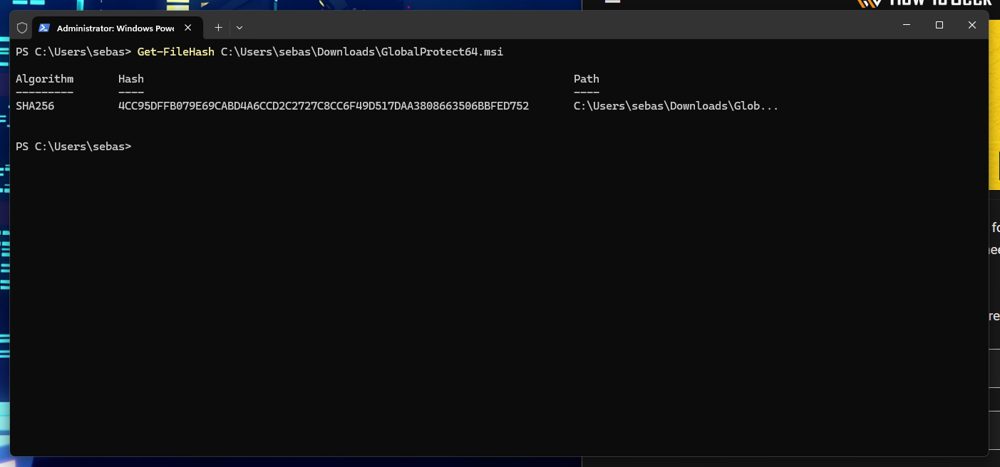 Administrator: Windows Powe
PS C:\Users\sebas> Get-FileHash C:\Users\sebas\Downloads\GlobalProtect64.msi
Algorithm Hash Path
--------- ---- ----
SHA256 4CC95DFFB079E69CABD4A6CCD2C2727C8CC6F49D517DAA3808663506BBFED752 C:\Users\sebas\Downloads\Glob...
PS C:\Users\sebas>